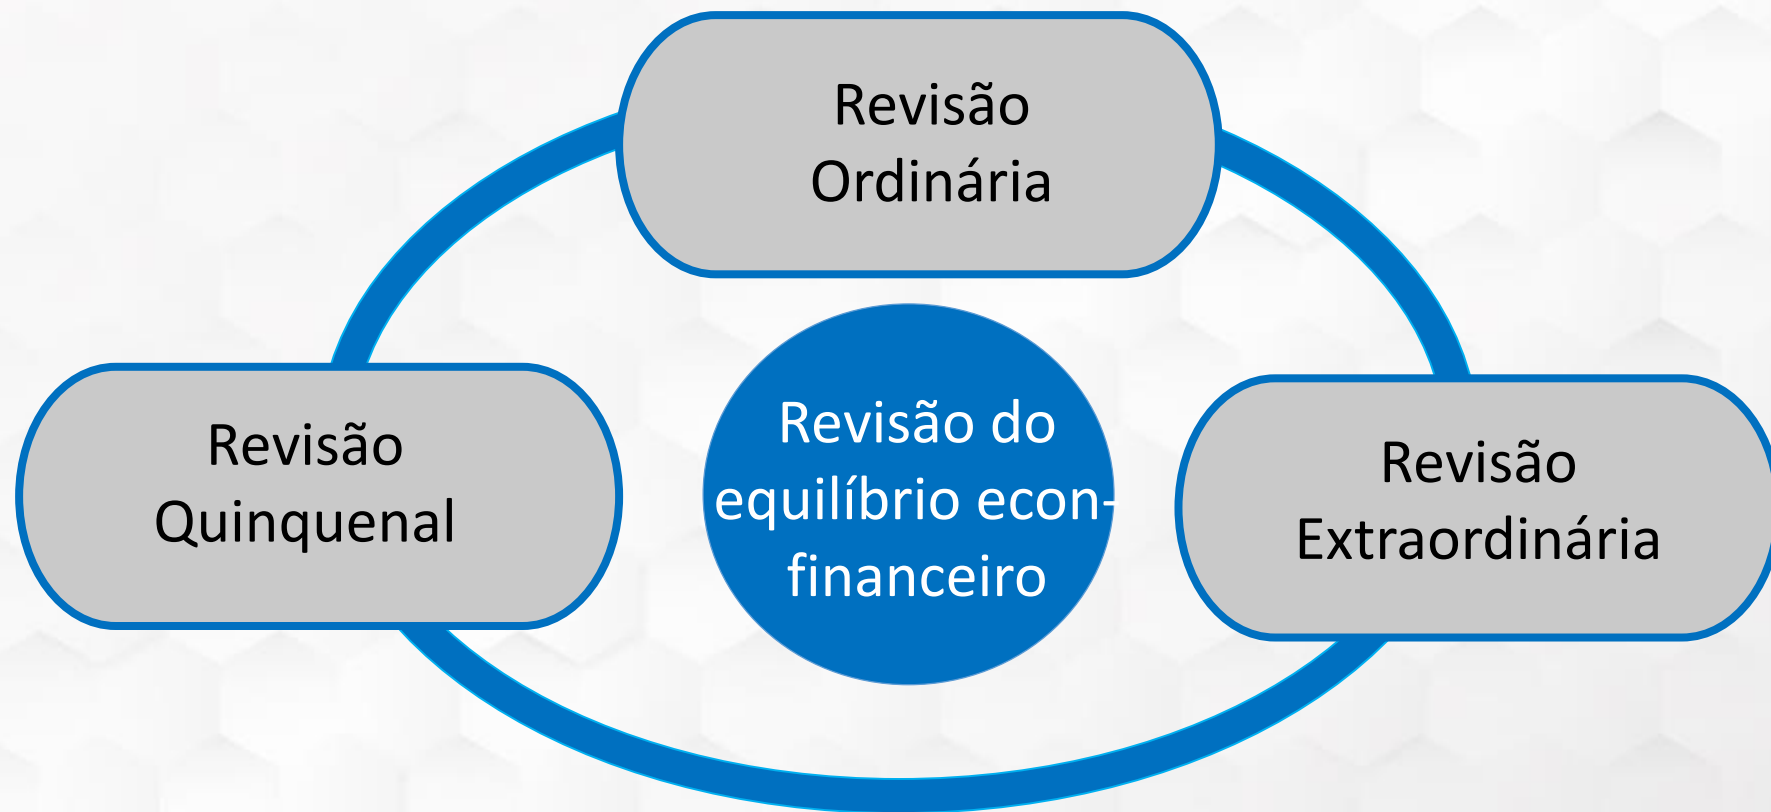 Revisão
Ordinária
Revisão
Quinquenal
Revisão do
equilíbrio econ-
financeiro
Revisão
Extraordinária